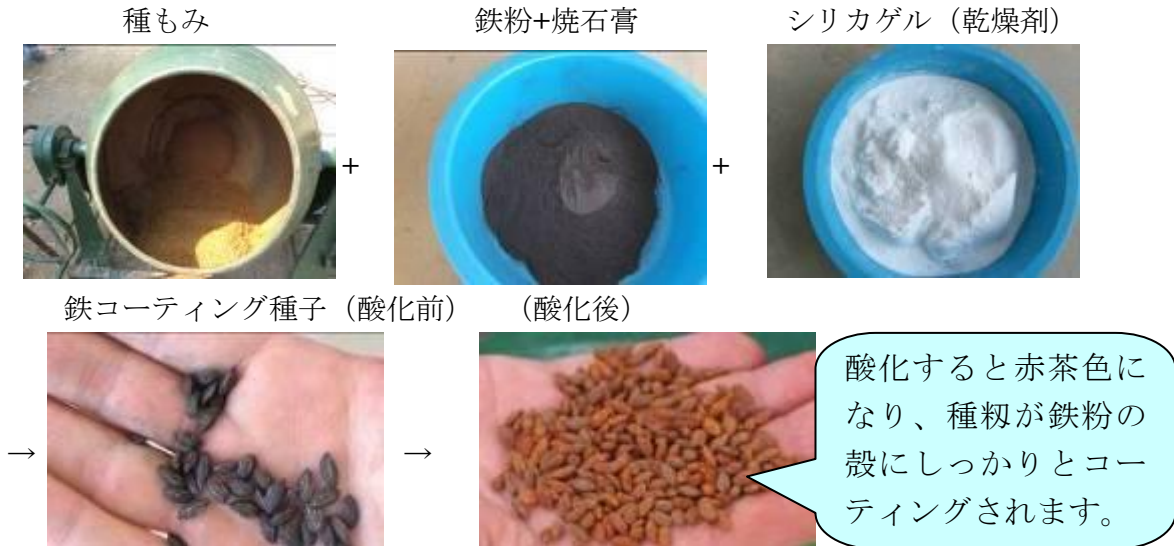 種もみ
鉄粉+焼石膏
シリカゲル（乾燥剤）
+
+
鉄コーティング種子（酸化前）
（酸化後）
→
→
酸化すると赤茶色に
なり、種籾が鉄粉の
殻にしっかりとコー
ティングされます。